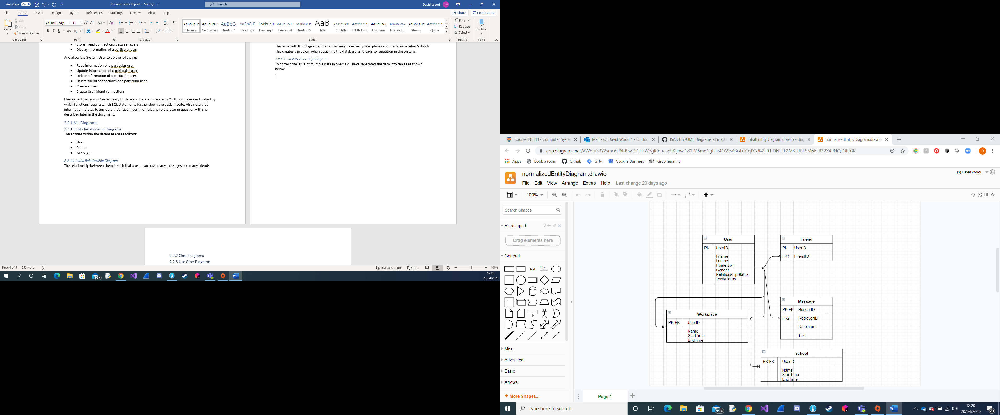 AutoSave On
Requirements Report - Saving...
Search
David Wood DW
File Home Insert Design Layout References Mailings Review View Help
Share Comments
Paste
Cut
Copy
Format Painter
Calibri (Body) 11
AaBbCcDc AaBbCcDc AaBbCc AaBbCcC AaBbCcD AaBbCcDc AaBbCcDc AaB AaBbCcC AaBbCcDc AaBbCcDc AaBbCcDc AaBbCcDc AaBbCcDc
¶ Normal No Spacing Heading 1 Heading 2 Heading 3 Heading 4 Heading 5 Title Subtitle Subtle Em... Emphasis Intense E... Strong Quote
Find
Replace
Select
Dictate
Clipboard Font Paragraph Styles Editing Voice
• Store friend connections between users
• Display information of a particular user
And allow the System User to do the following:
• Read information of a particular user
• Update information of a particular user
• Delete information of a particular user
• Delete friend connections of a particular user
• Create a user
• Create User friend connections
I have used the terms Create, Read, Update and Delete to relate to CRUD so it is easier to identify
which functions require which SQL statements further down the design route. Also note that
information relates to any data that has an identifier relating to the user in question – this is
described later in the document.
2.2 UML Diagrams
2.2.1 Entity Relationship Diagrams
The entities within the database are as follows:
• User
• Friend
• Message
2.2.1.1 Initial Relationship Diagram
The relationship between them is such that a user can have many messages and many friends.
The issue with this diagram is that a user may have many workplaces and many universities/schools.
This creates a problem when designing the database as it leads to repetition in the system.
2.2.1.2 Final Relationship Diagram
To correct the issue of multiple data in one field I have separated the data into tables as shown
below.
2.2.2 Class Diagrams
2.2.3 Use Case Diagrams
Page 4 of 5 555 words
Display Settings Focus 100%
99+
12:20
20/04/2020
Course: NET112 Computer Syste
Mail - (s) David Wood 1 - Outloo
ISAD157/UML Diagrams at mast
intialEnitityDiagram.drawio - diag
normalizedEntityDiagram.drawio
app.diagrams.net/#Wb!uS3Y2smc6U6hBlw1SCH-WdglCdueae9KijbwDx0LM6mnGgHie41AS5A3oEGCqPCc%2F01IDNLEE2MKUJBFSM66FB32X4PNQLORIGK
D
Apps Book a room Github GTM Google Business cisco learning
normalizedEntityDiagram.drawio
(s) David Wood 1
File Edit View Arrange Extras Help Last change 20 days ago
100%
Search Shapes
Scratchpad
Drag elements here
General
Text
Misc
Advanced
Basic
Arrows
+ More Shapes...
User
PK UserID
Fname
Lname
Hometown
Gender
RelationshipStatus
TownOrCity
Friend
PK UserID
FK1 FriendID
Message
PK FK SenderID
FK2 RecieverID
DateTime
Text
Workplace
PK FK UserID
Name
StartTime
EndTime
School
PK FK UserID
Name
StartTime
EndTime
Page-1
Type here to search
99+
12:20
20/04/2020
20